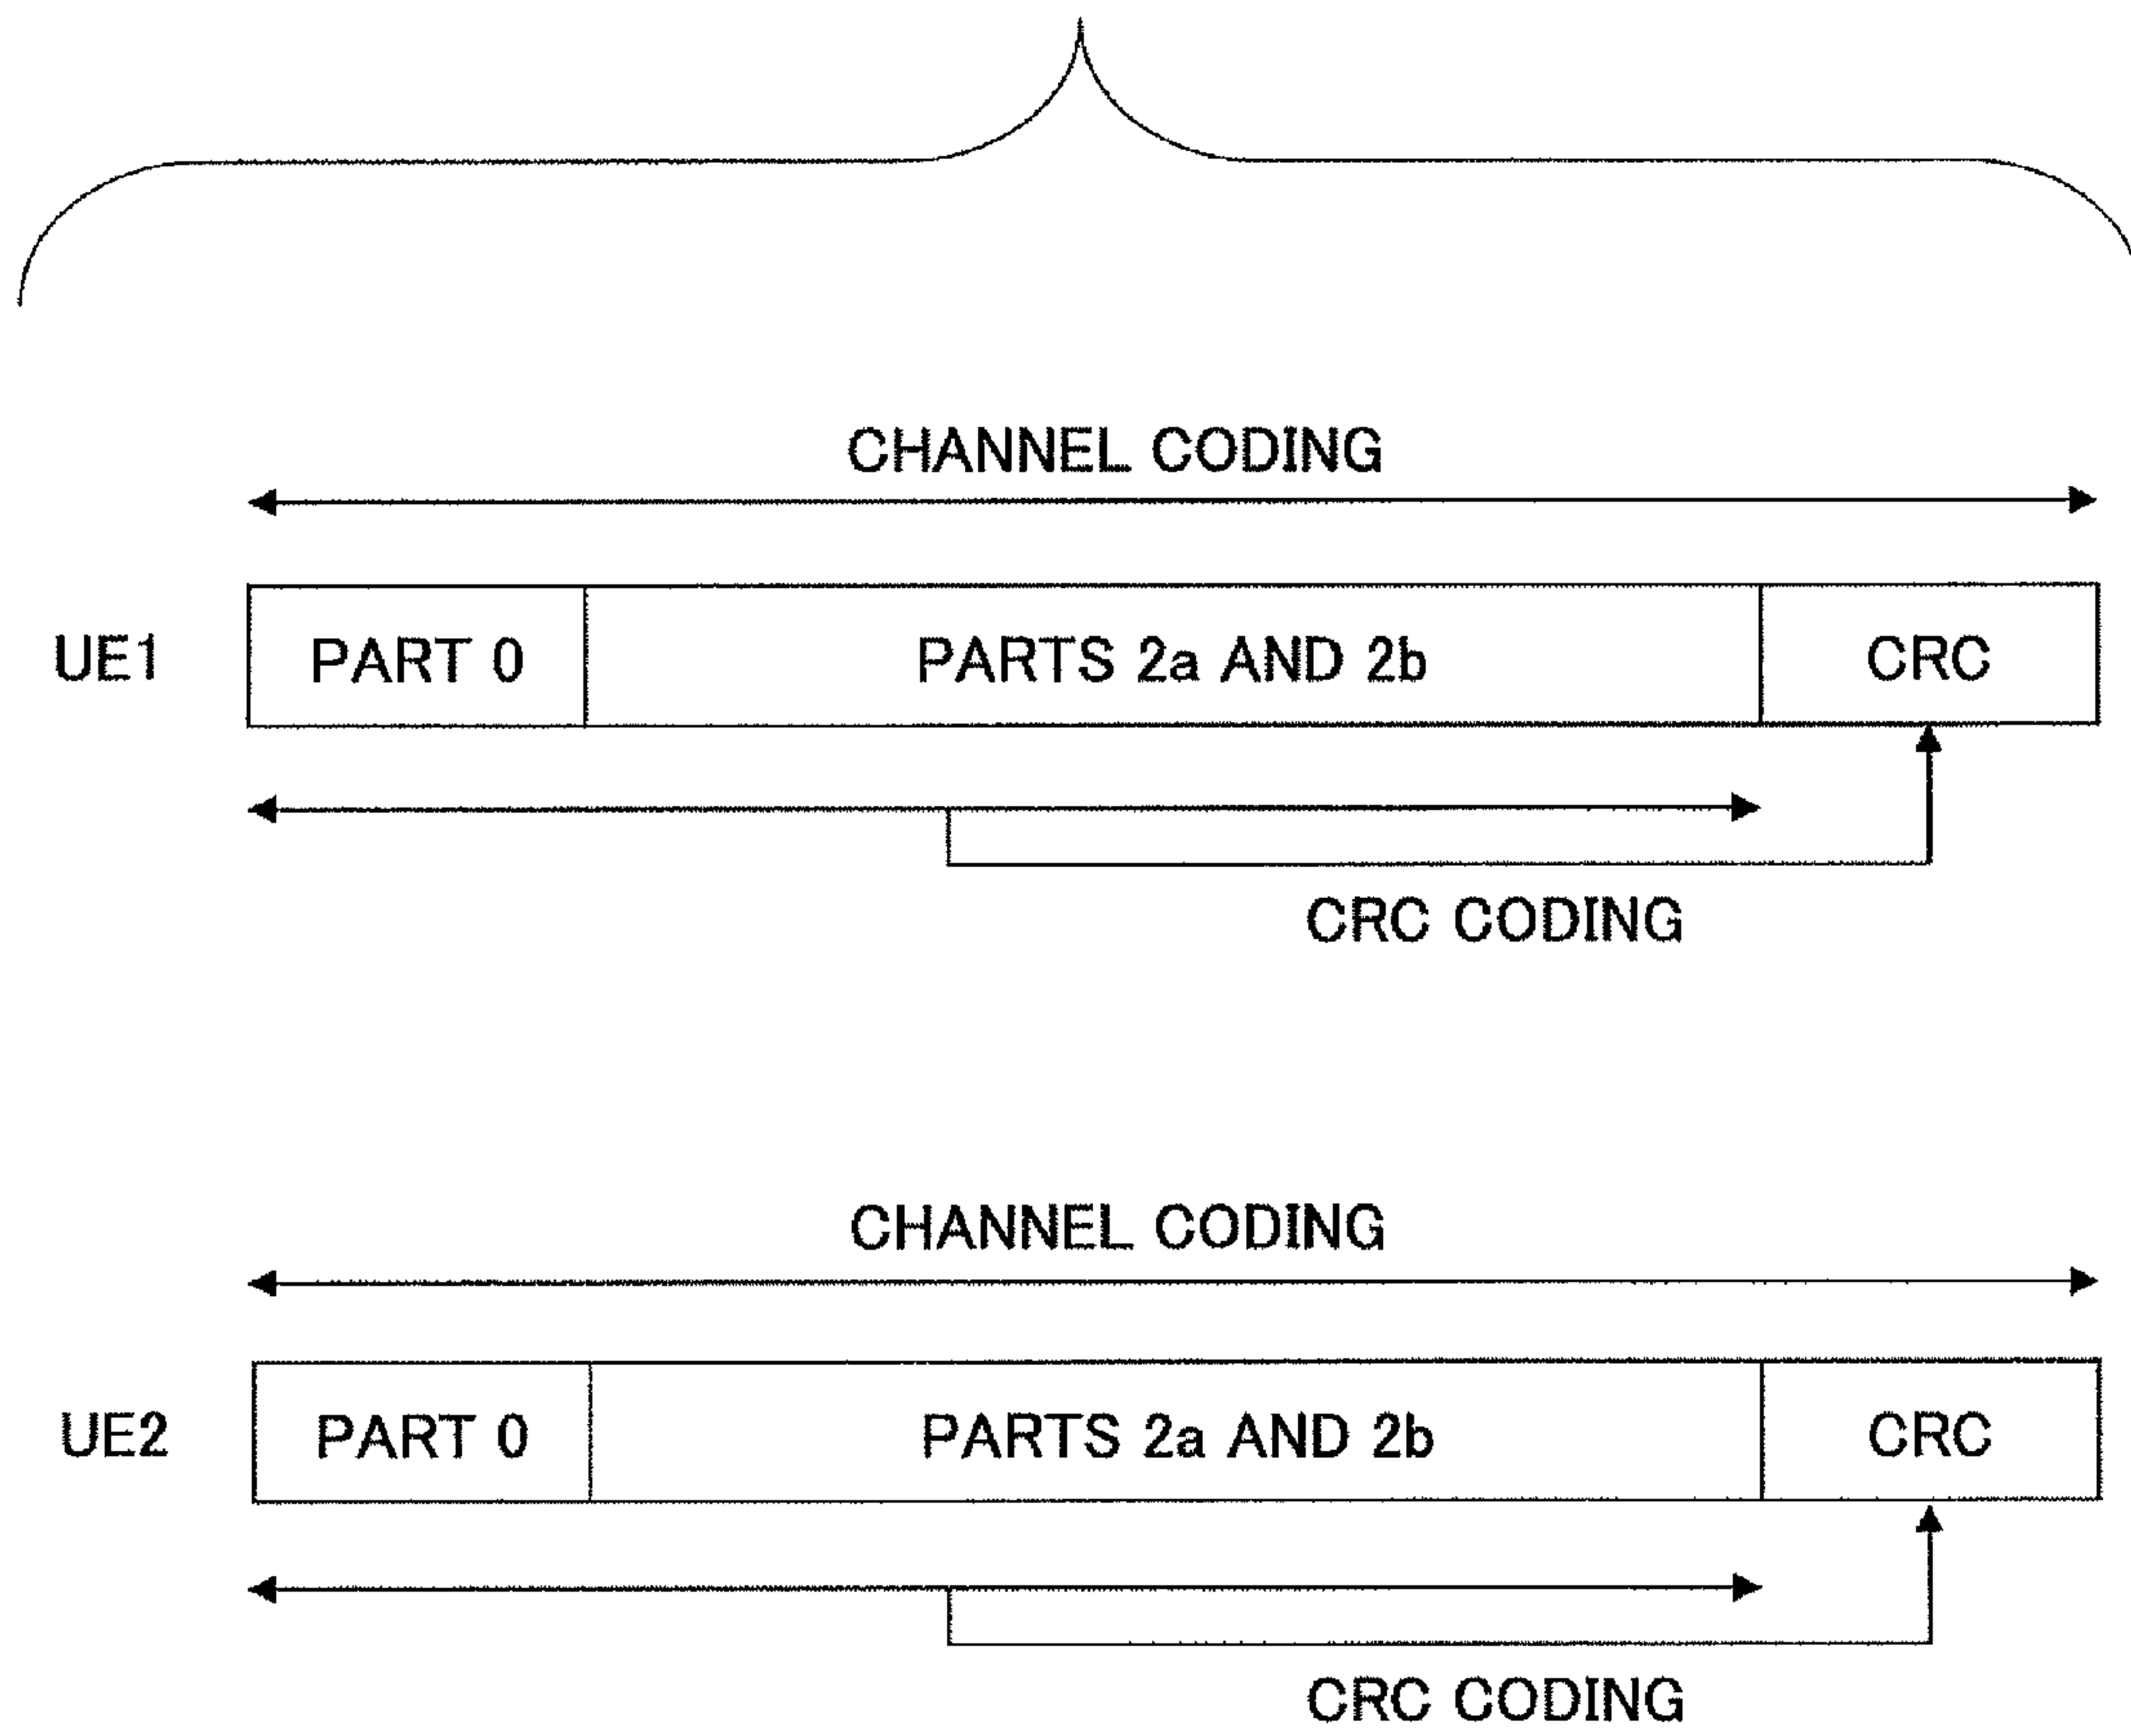 CHANNEL CODING
UE1 PART 0 PARTS 2a AND 2b CRC
CRC CODING
CHANNEL CODING
UE2 PART 0 PARTS 2a AND 2b CRC
CRC CODING